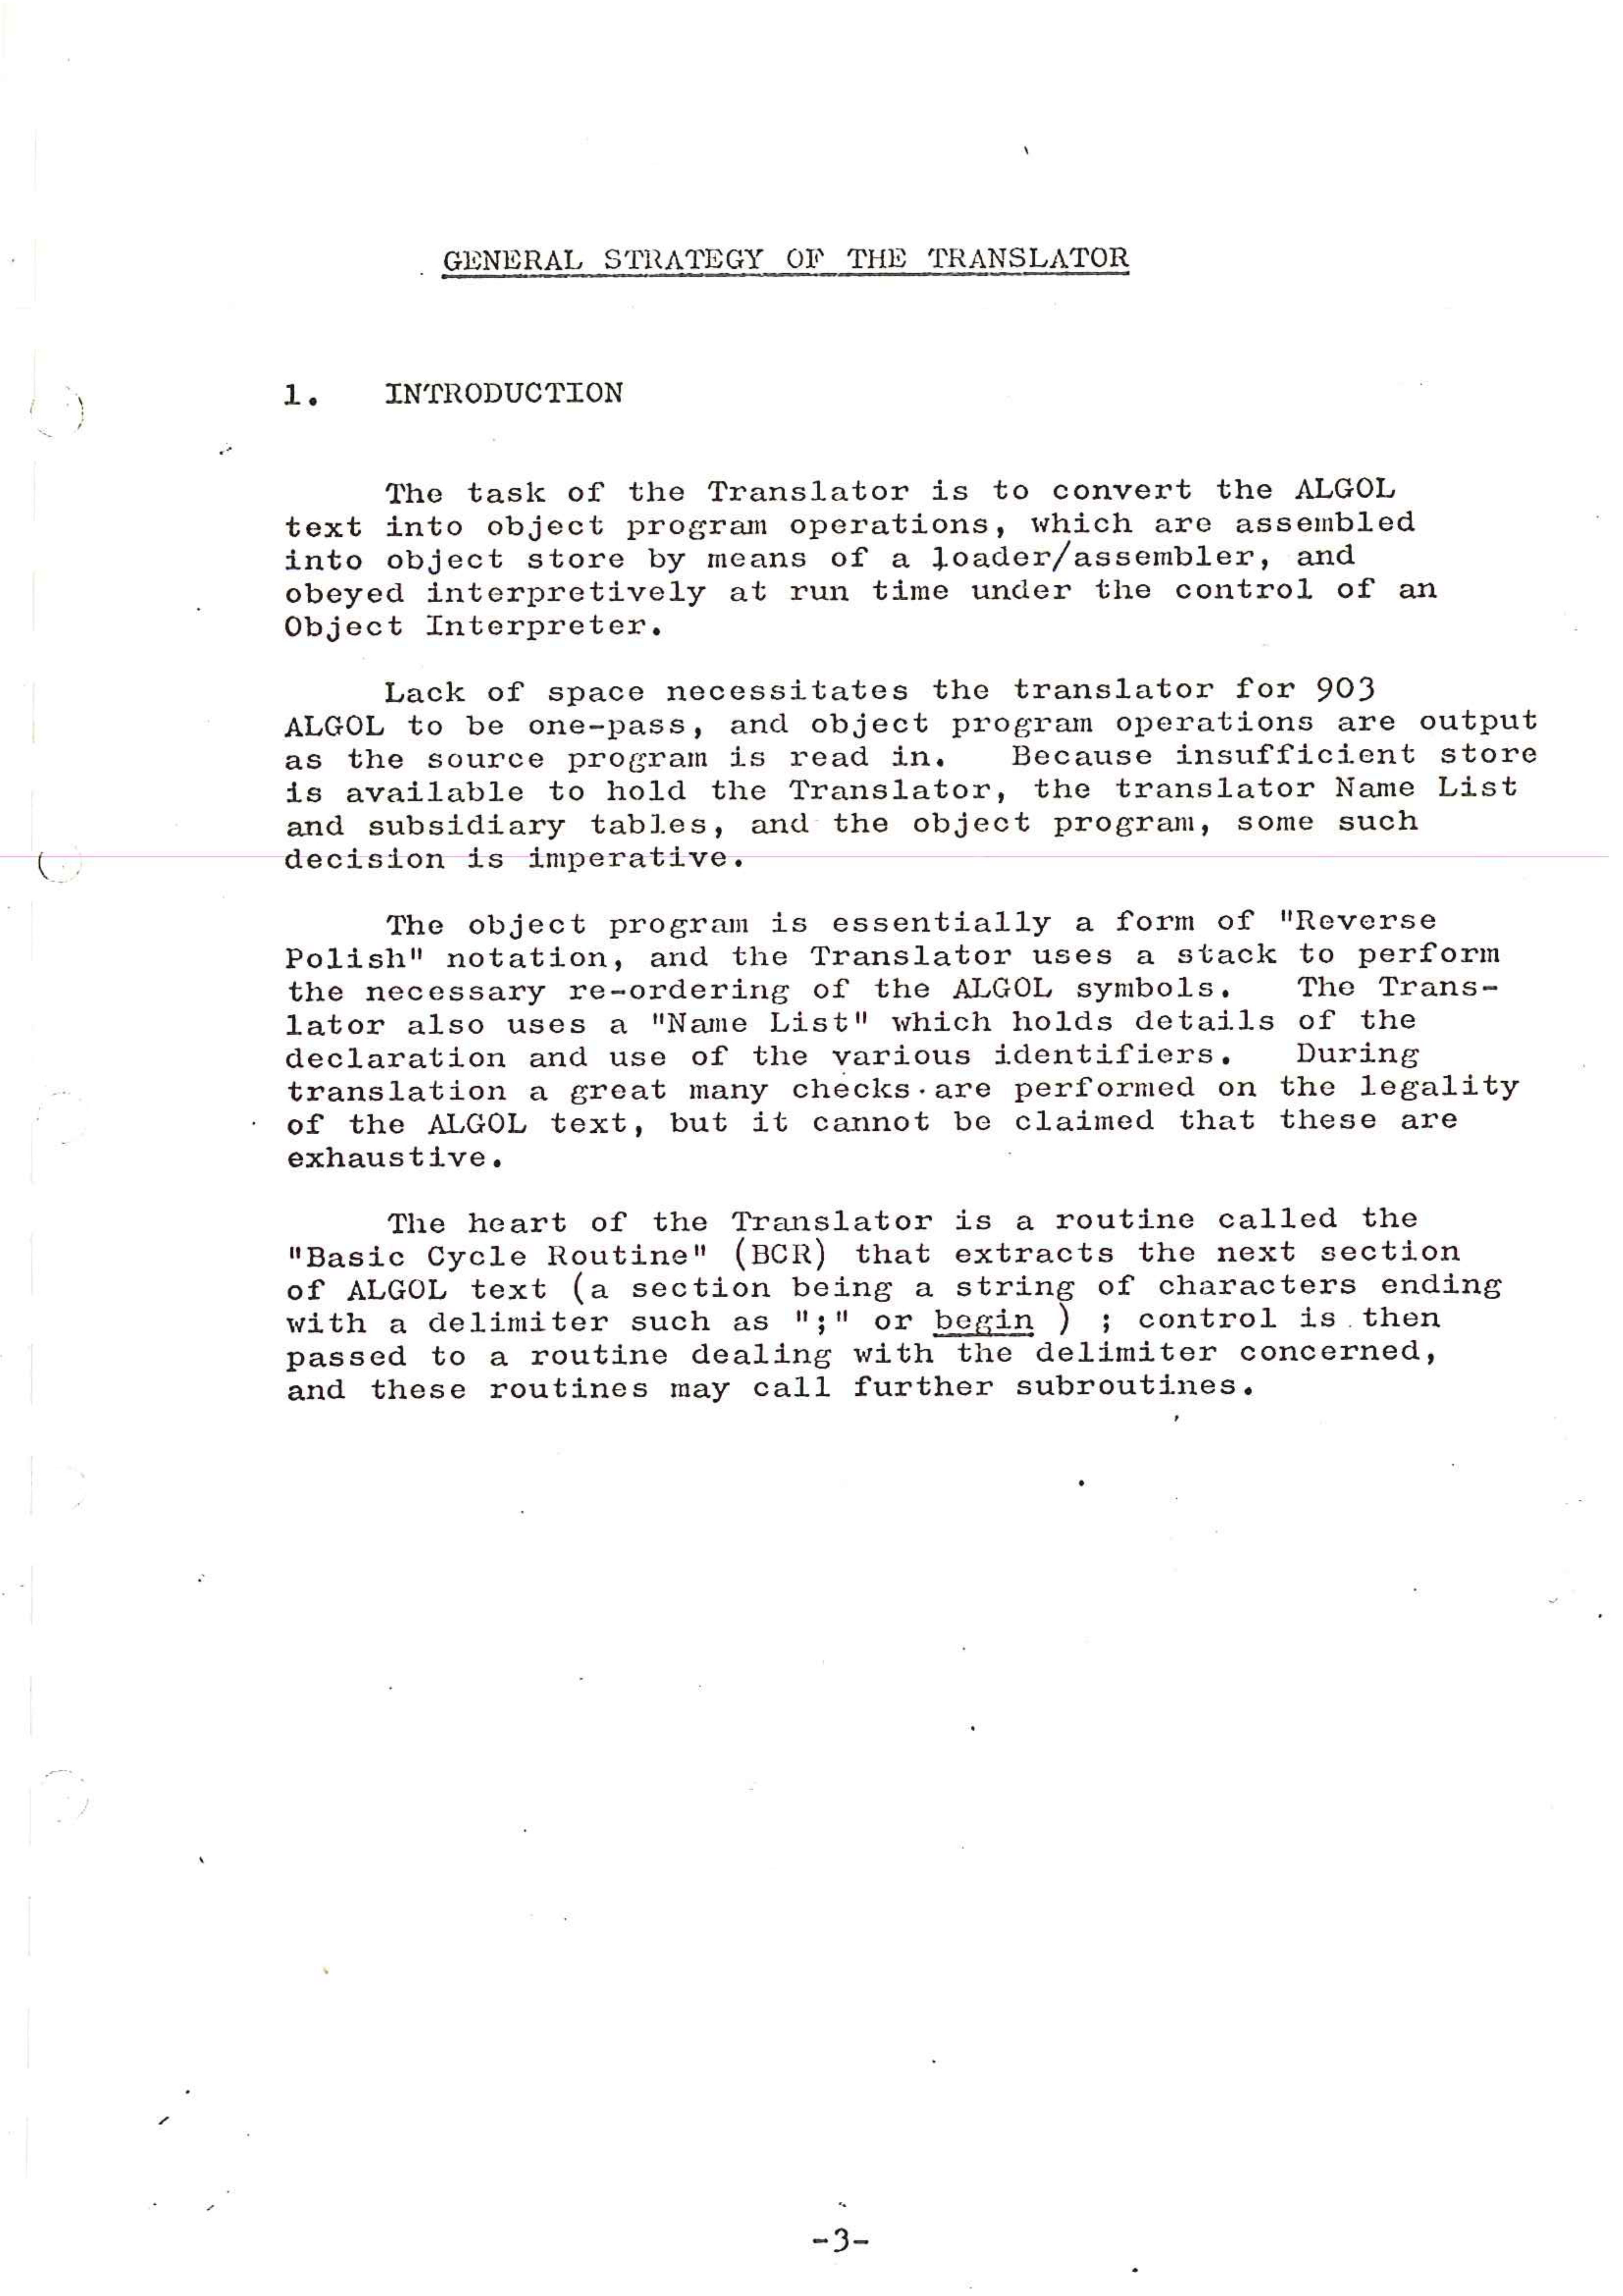 GENERAL STRATEGY OF THE TRANSLATOR
1. INTRODUCTION
The task of the Translator is to convert the ALGOL
text into object program operations, which are assembled
into object store by means of a loader/assembler, and
obeyed interpretively at run time under the control of an
Object Interpreter.
Lack of space necessitates the translator for 903
ALGOL to be one-pass, and object program operations are output
as the source program is read in. Because insufficient store
is available to hold the Translator, the translator Name List
and subsidiary tables, and the object program, some such
decision is imperative.
The object program is essentially a form of "Reverse
Polish" notation, and the Translator uses a stack to perform
the necessary re-ordering of the ALGOL symbols. The Trans-
lator also uses a "Name List" which holds details of the
declaration and use of the various identifiers. During
translation a great many checks are performed on the legality
of the ALGOL text, but it cannot be claimed that these are
exhaustive.
The heart of the Translator is a routine called the
"Basic Cycle Routine" (BCR) that extracts the next section
of ALGOL text (a section being a string of characters ending
with a delimiter such as ";" or begin ) ; control is then
passed to a routine dealing with the delimiter concerned,
and these routines may call further subroutines.
-3-